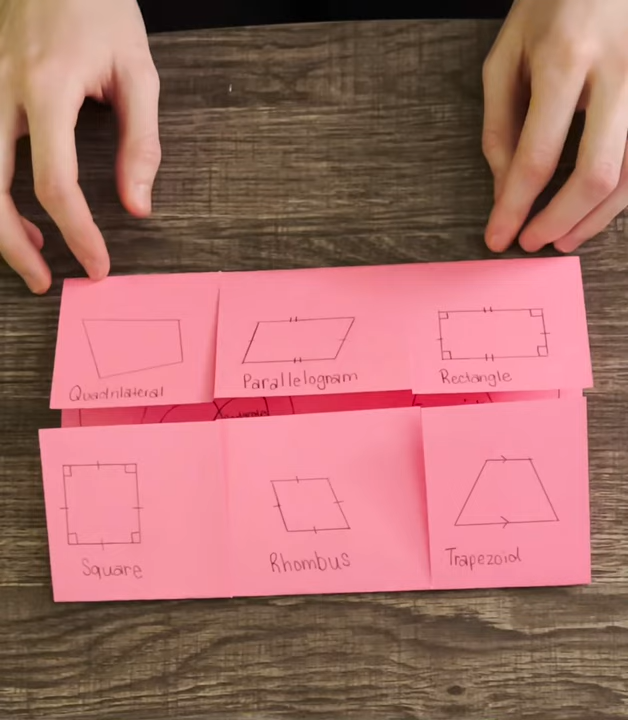 Quadrilateral
Parallelogram
Rectangle
Square
Rhombus
Trapezoid